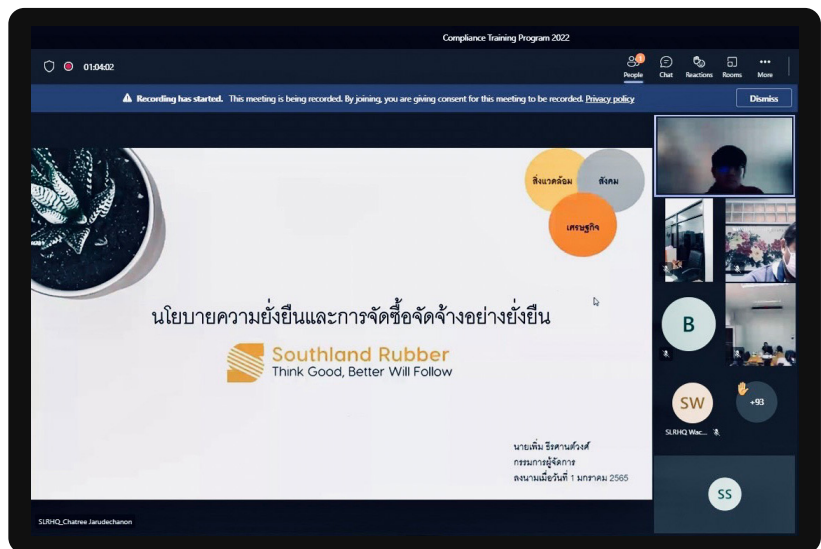 Compliance Training Program 2022
01:04:02
3
People Chat Reactions Rooms More
Recording has started. This meeting is being recorded. By joining, you are giving consent for this meeting to be recorded. Privacy policy
Dismiss
สิ่งแวดล้อม สังคม
เศรษฐกิจ
นโยบายความยั่งยืนและการจัดซื้อจัดจ้างอย่างยั่งยืน
Southland Rubber
Think Good, Better Will Follow
นายเพิ่ม ธีรศานต์วงศ์
กรรมการผู้จัดการ
ลงนามเมื่อวันที่ 1 มกราคม 2565
B
SW
+93
SLRHQ Wac...
SS
SLRHQ_Chatree Jarudechanon